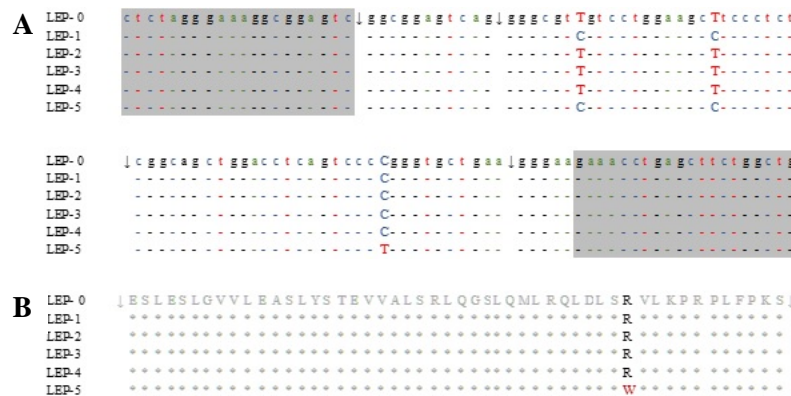 A
LEP-0 c t c t a g g g a a a g g c g g a g t c ↓ g g c g g a g t c a g ↓ g g g c g t T g t c c t g g a a g c T t c c c t c t
LEP-1 - - - - - - - - - - - - - - - - - - - - - - - - - - - - - - - - - - - - - C - - - - - - - - - - - C - - - - - - -
LEP-2 - - - - - - - - - - - - - - - - - - - - - - - - - - - - - - - - - - - - - T - - - - - - - - - - - T - - - - - - -
LEP-3 - - - - - - - - - - - - - - - - - - - - - - - - - - - - - - - - - - - - - T - - - - - - - - - - - T - - - - - - -
LEP-4 - - - - - - - - - - - - - - - - - - - - - - - - - - - - - - - - - - - - - T - - - - - - - - - - - T - - - - - - -
LEP-5 - - - - - - - - - - - - - - - - - - - - - - - - - - - - - - - - - - - - - C - - - - - - - - - - - C - - - - - - -
LEP-0 ↓ c g g c a g c t g g a c c t c a g t c c c C g g g t g c t g a a ↓ g g g a a g a a a c c t g a g c t t c t g g c t g
LEP-1 - - - - - - - - - - - - - - - - - - - - - C - - - - - - - - - - - - - - - - - - - - - - - - - - - - - - - - - - -
LEP-2 - - - - - - - - - - - - - - - - - - - - - C - - - - - - - - - - - - - - - - - - - - - - - - - - - - - - - - - - -
LEP-3 - - - - - - - - - - - - - - - - - - - - - C - - - - - - - - - - - - - - - - - - - - - - - - - - - - - - - - - - -
LEP-4 - - - - - - - - - - - - - - - - - - - - - C - - - - - - - - - - - - - - - - - - - - - - - - - - - - - - - - - - -
LEP-5 - - - - - - - - - - - - - - - - - - - - - T - - - - - - - - - - - - - - - - - - - - - - - - - - - - - - - - - - -
B
LEP-0 ↓ E S L E S L G V V L E A S L Y S T E V V A L S R L Q G S L Q M L R Q L D L S R V L K P R P L F P K S ↓
LEP-1 * * * * * * * * * * * * * * * * * * * * * * * * * * * * * * * * * * * * * * R * * * * * * * * * * *
LEP-2 * * * * * * * * * * * * * * * * * * * * * * * * * * * * * * * * * * * * * * R * * * * * * * * * * *
LEP-3 * * * * * * * * * * * * * * * * * * * * * * * * * * * * * * * * * * * * * * R * * * * * * * * * * *
LEP-4 * * * * * * * * * * * * * * * * * * * * * * * * * * * * * * * * * * * * * * R * * * * * * * * * * *
LEP-5 * * * * * * * * * * * * * * * * * * * * * * * * * * * * * * * * * * * * * * W * * * * * * * * * * *